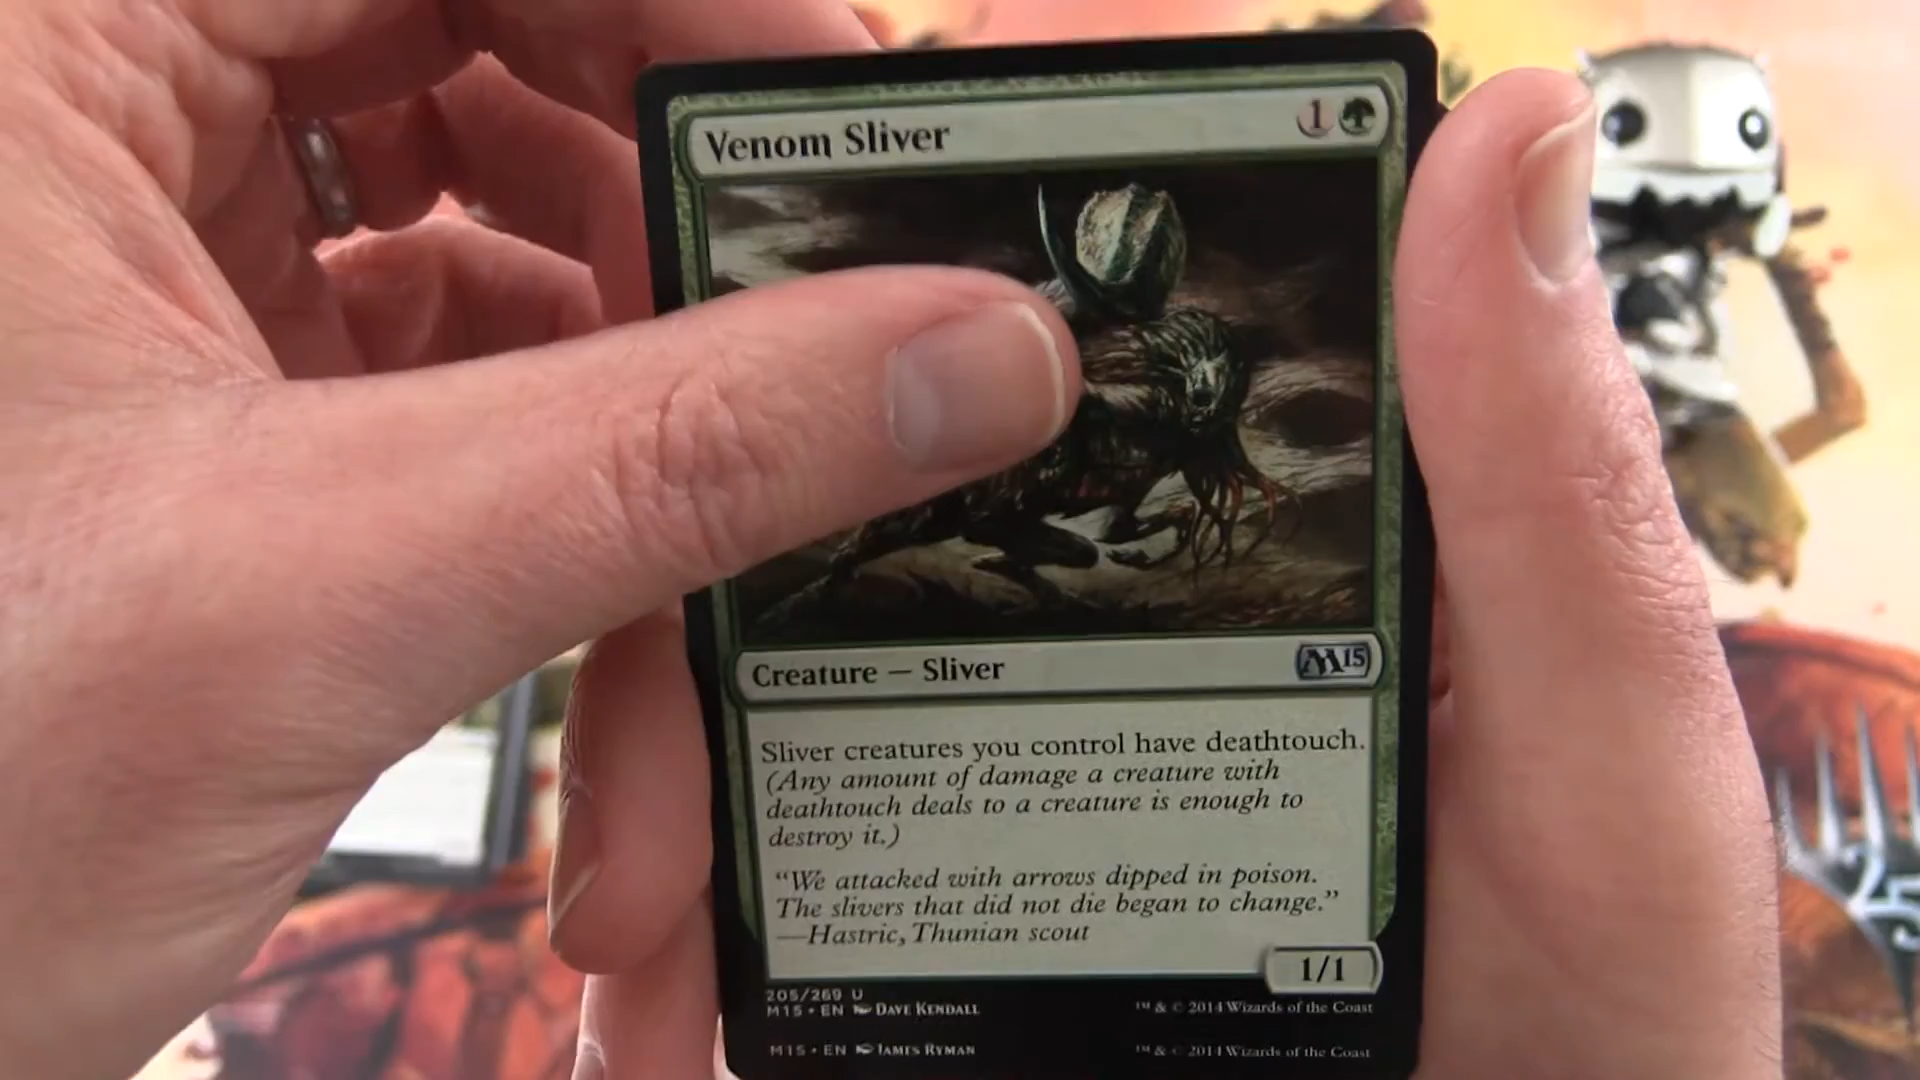 Venom Sliver 1
Creature — Sliver M15
Sliver creatures you control have deathtouch.
(Any amount of damage a creature with
deathtouch deals to a creature is enough to
destroy it.)
“We attacked with arrows dipped in poison.
The slivers that did not die began to change.”
—Hastric, Thunian scout
1/1
205/269 U
M15 • EN DAVE KENDALL ™ & © 2014 Wizards of the Coast
M15 • EN JAMES RYMAN ™ & © 2014 Wizards of the Coast
25